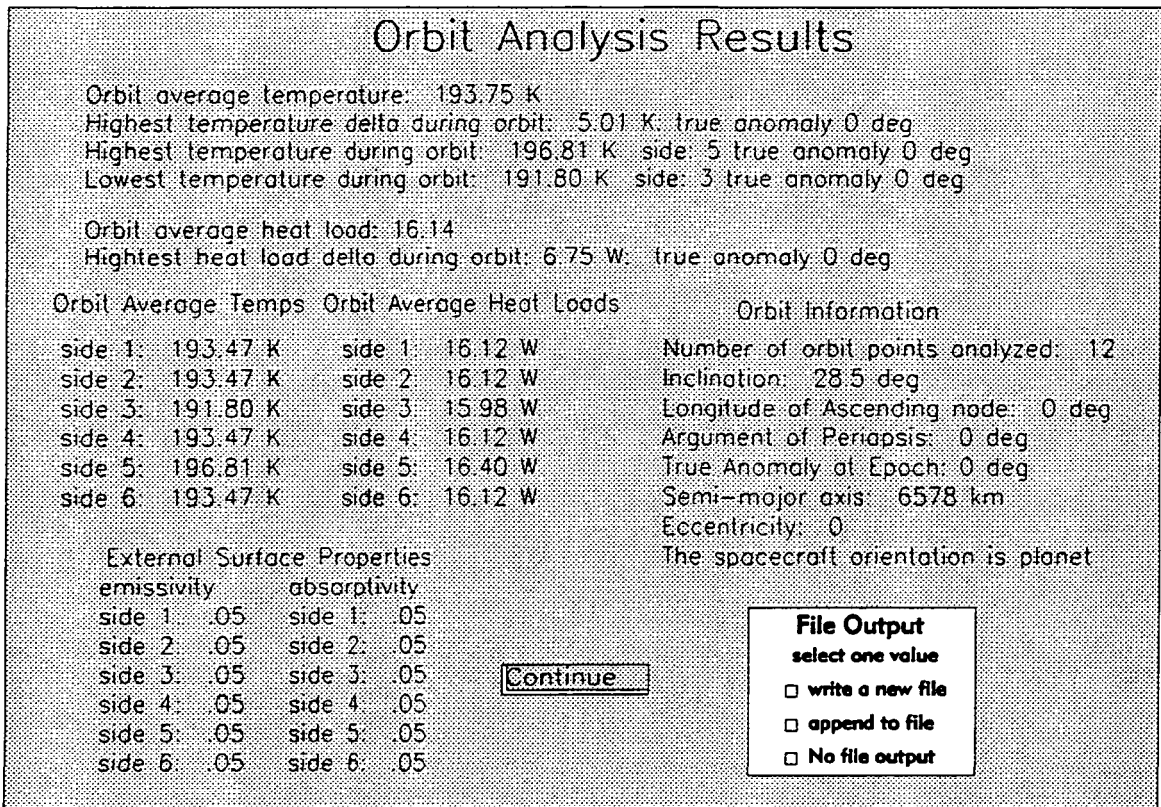 Orbit Analysis Results
Orbit average temperature: 193.75 K
Highest temperature delta during orbit: 5.01 K: true anomaly 0 deg
Highest temperature during orbit: 196.81 K side: 5 true anomaly 0 deg
Lowest temperature during orbit: 191.80 K side: 3 true anomaly 0 deg
Orbit average heat load: 16.14
Hightest heat load delta during orbit: 6.75 W: true anomaly 0 deg
Orbit Average Temps Orbit Average Heat Loads
side 1: 193.47 K side 1: 16.12 W
side 2: 193.47 K side 2: 16.12 W
side 3: 191.80 K side 3 15.98 W
side 4: 193.47 K side 4: 16.12 W
side 5: 196.81 K side 5: 16.40 W
side 6: 193.47 K side 6: 16.12 W
Orbit Information
Number of orbit points analyzed: 12
Inclination: 28.5 deg
Longitude of Ascending node: 0 deg
Argument of Periapsis: 0 deg
True Anomaly at Epoch: 0 deg
Semi-major axis: 6578 km
Eccentricity: 0
The spacecraft orientation is planet
External Surface Properties
emissivity absorptivity
side 1: .05 side 1: .05
side 2: .05 side 2: .05
side 3: .05 side 3: .05
side 4: .05 side 4: .05
side 5: .05 side 5: .05
side 6: .05 side 6: .05
Continue
File Output
select one value
□ write a new file
□ append to file
□ No file output